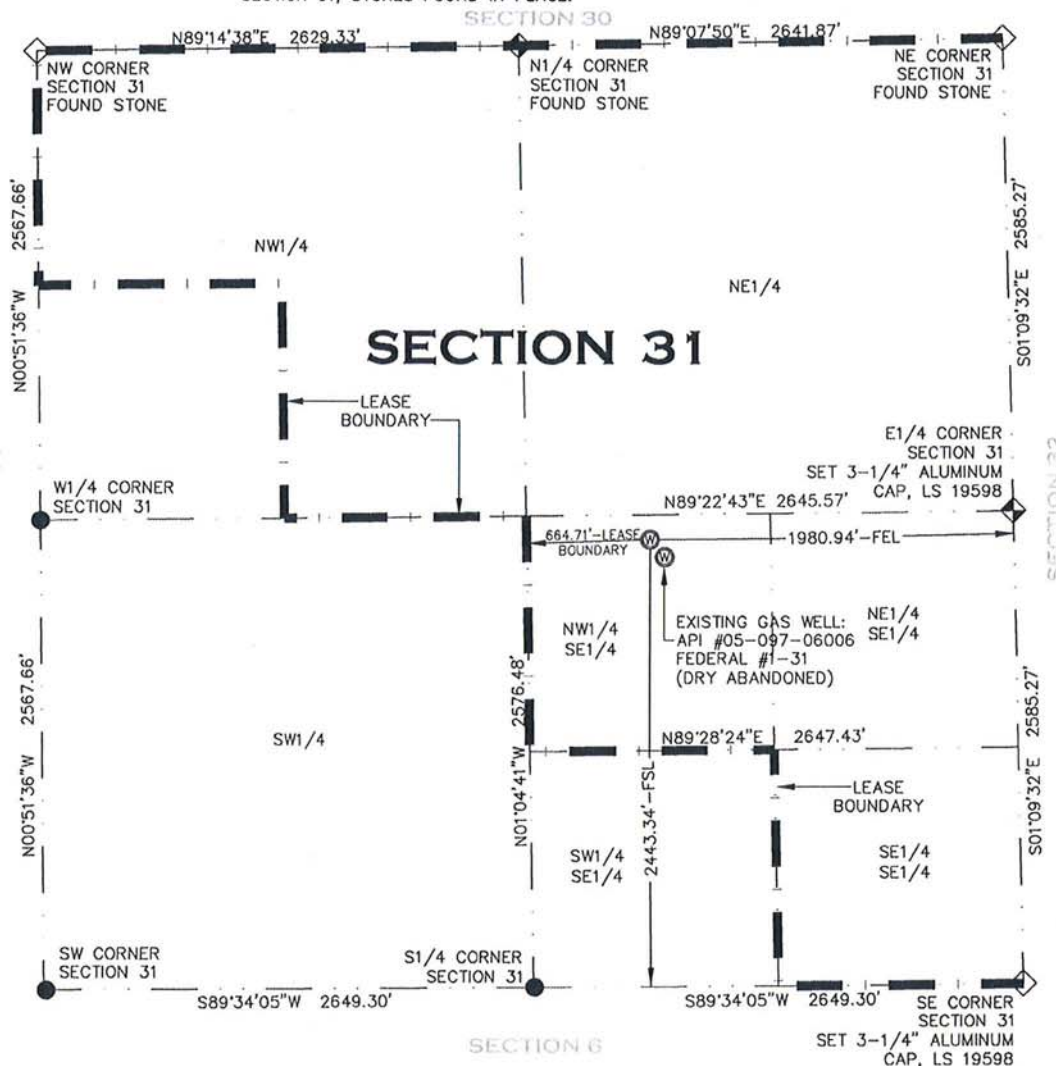 SECTION 31, STONES FOUND IN PLACE.
SECTION 30
N89°14'38"E 2629.33'
N89°07'50"E 2641.87'
NW CORNER
SECTION 31
FOUND STONE
N1/4 CORNER
SECTION 31
FOUND STONE
NE CORNER
SECTION 31
FOUND STONE
N00°51'36"W 2567.66'
NW1/4
NE1/4
S01°09'32"E 2585.27'
SECTION 31
LEASE
BOUNDARY
E1/4 CORNER
SECTION 31
SET 3-1/4" ALUMINUM
CAP, LS 19598
W1/4 CORNER
SECTION 31
N89°22'43"E 2645.57'
664.71'-LEASE
BOUNDARY
W
1980.94'-FEL
W
SECTION 32
NW1/4
SE1/4
EXISTING GAS WELL:
API #05-097-06006
FEDERAL #1-31
(DRY ABANDONED)
NE1/4
SE1/4
N00°51'36"W 2567.66'
SW1/4
N01°04'41"W 2576.48'
N89°28'24"E 2647.43'
2443.34'-FSL
LEASE
BOUNDARY
S01°09'32"E 2585.27'
SW1/4
SE1/4
SE1/4
SE1/4
SW CORNER
SECTION 31
S1/4 CORNER
SECTION 31
S89°34'05"W 2649.30'
S89°34'05"W 2649.30'
SE CORNER
SECTION 31
SET 3-1/4" ALUMINUM
CAP, LS 19598
SECTION 6